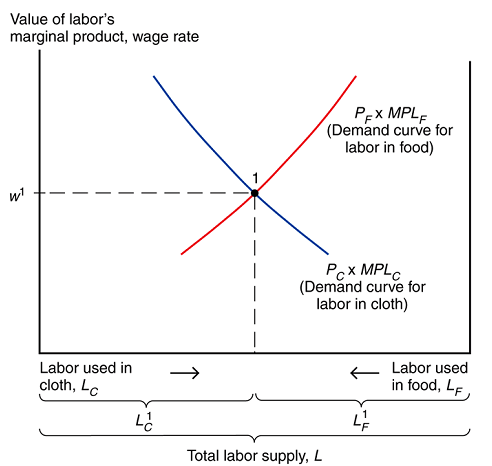 Value of labor's
marginal product, wage rate
P_F x MPL_F
(Demand curve for
labor in food)
1
w^1
P_C x MPL_C
(Demand curve for
labor in cloth)
Labor used in
cloth, L_C
Labor used
in food, L_F
L_C^1
L_F^1
Total labor supply, L